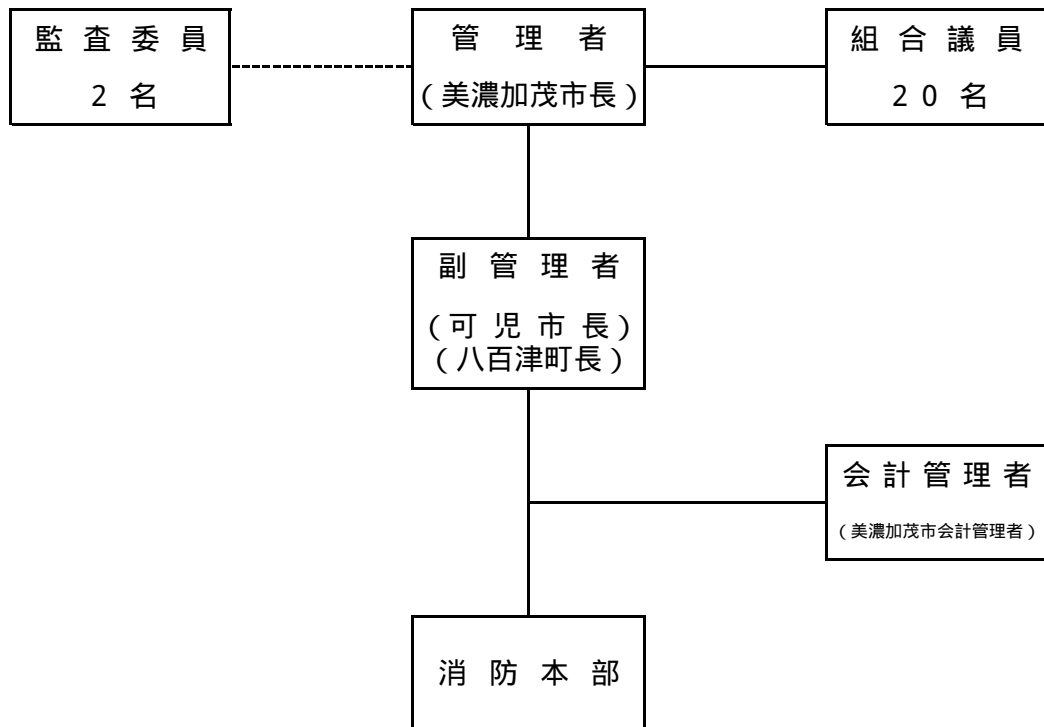 監査委員
2名
管理者
（美濃加茂市長）
組合議員
20名
副管理者
（可児市長）
（八百津町長）
会計管理者
（美濃加茂市会計管理者）
消防本部